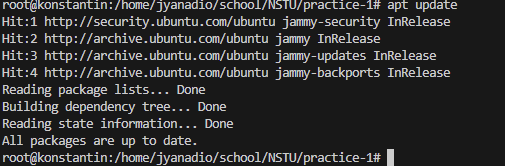 root@konstantin:/home/jyanadio/school/NSTU/practice-1# apt update
Hit:1 http://security.ubuntu.com/ubuntu jammy-security InRelease
Hit:2 http://archive.ubuntu.com/ubuntu jammy InRelease
Hit:3 http://archive.ubuntu.com/ubuntu jammy-updates InRelease
Hit:4 http://archive.ubuntu.com/ubuntu jammy-backports InRelease
Reading package lists... Done
Building dependency tree... Done
Reading state information... Done
All packages are up to date.
root@konstantin:/home/jyanadio/school/NSTU/practice-1#